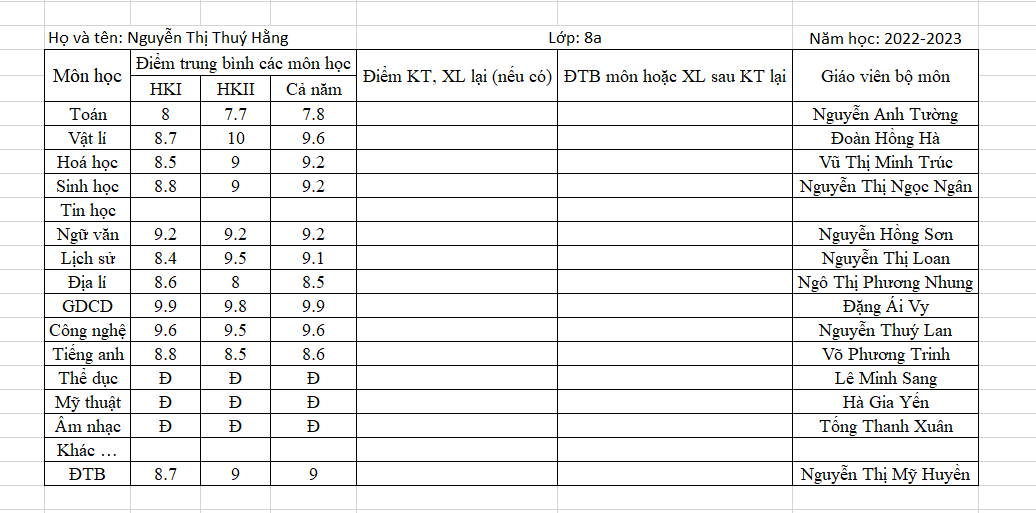 Họ và tên: Nguyễn Thị Thuý Hằng Lớp: 8a Năm học: 2022-2023
Môn học Điểm trung bình các môn học Điểm KT, XL lại (nếu có) ĐTB môn hoặc XL sau KT lại Giáo viên bộ môn
HKI HKII Cả năm
Toán 8 7.7 7.8 Nguyễn Anh Tường
Vật lí 8.7 10 9.6 Đoàn Hồng Hà
Hoá học 8.5 9 9.2 Vũ Thị Minh Trúc
Sinh học 8.8 9 9.2 Nguyễn Thị Ngọc Ngân
Tin học
Ngữ văn 9.2 9.2 9.2 Nguyễn Hồng Sơn
Lịch sử 8.4 9.5 9.1 Nguyễn Thị Loan
Địa lí 8.6 8 8.5 Ngô Thị Phương Nhung
GDCD 9.9 9.8 9.9 Đặng Ái Vy
Công nghệ 9.6 9.5 9.6 Nguyễn Thuý Lan
Tiếng anh 8.8 8.5 8.6 Võ Phương Trinh
Thể dục Đ Đ Đ Lê Minh Sang
Mỹ thuật Đ Đ Đ Hà Gia Yến
Âm nhạc Đ Đ Đ Tống Thanh Xuân
Khác …
ĐTB 8.7 9 9 Nguyễn Thị Mỹ Huyền